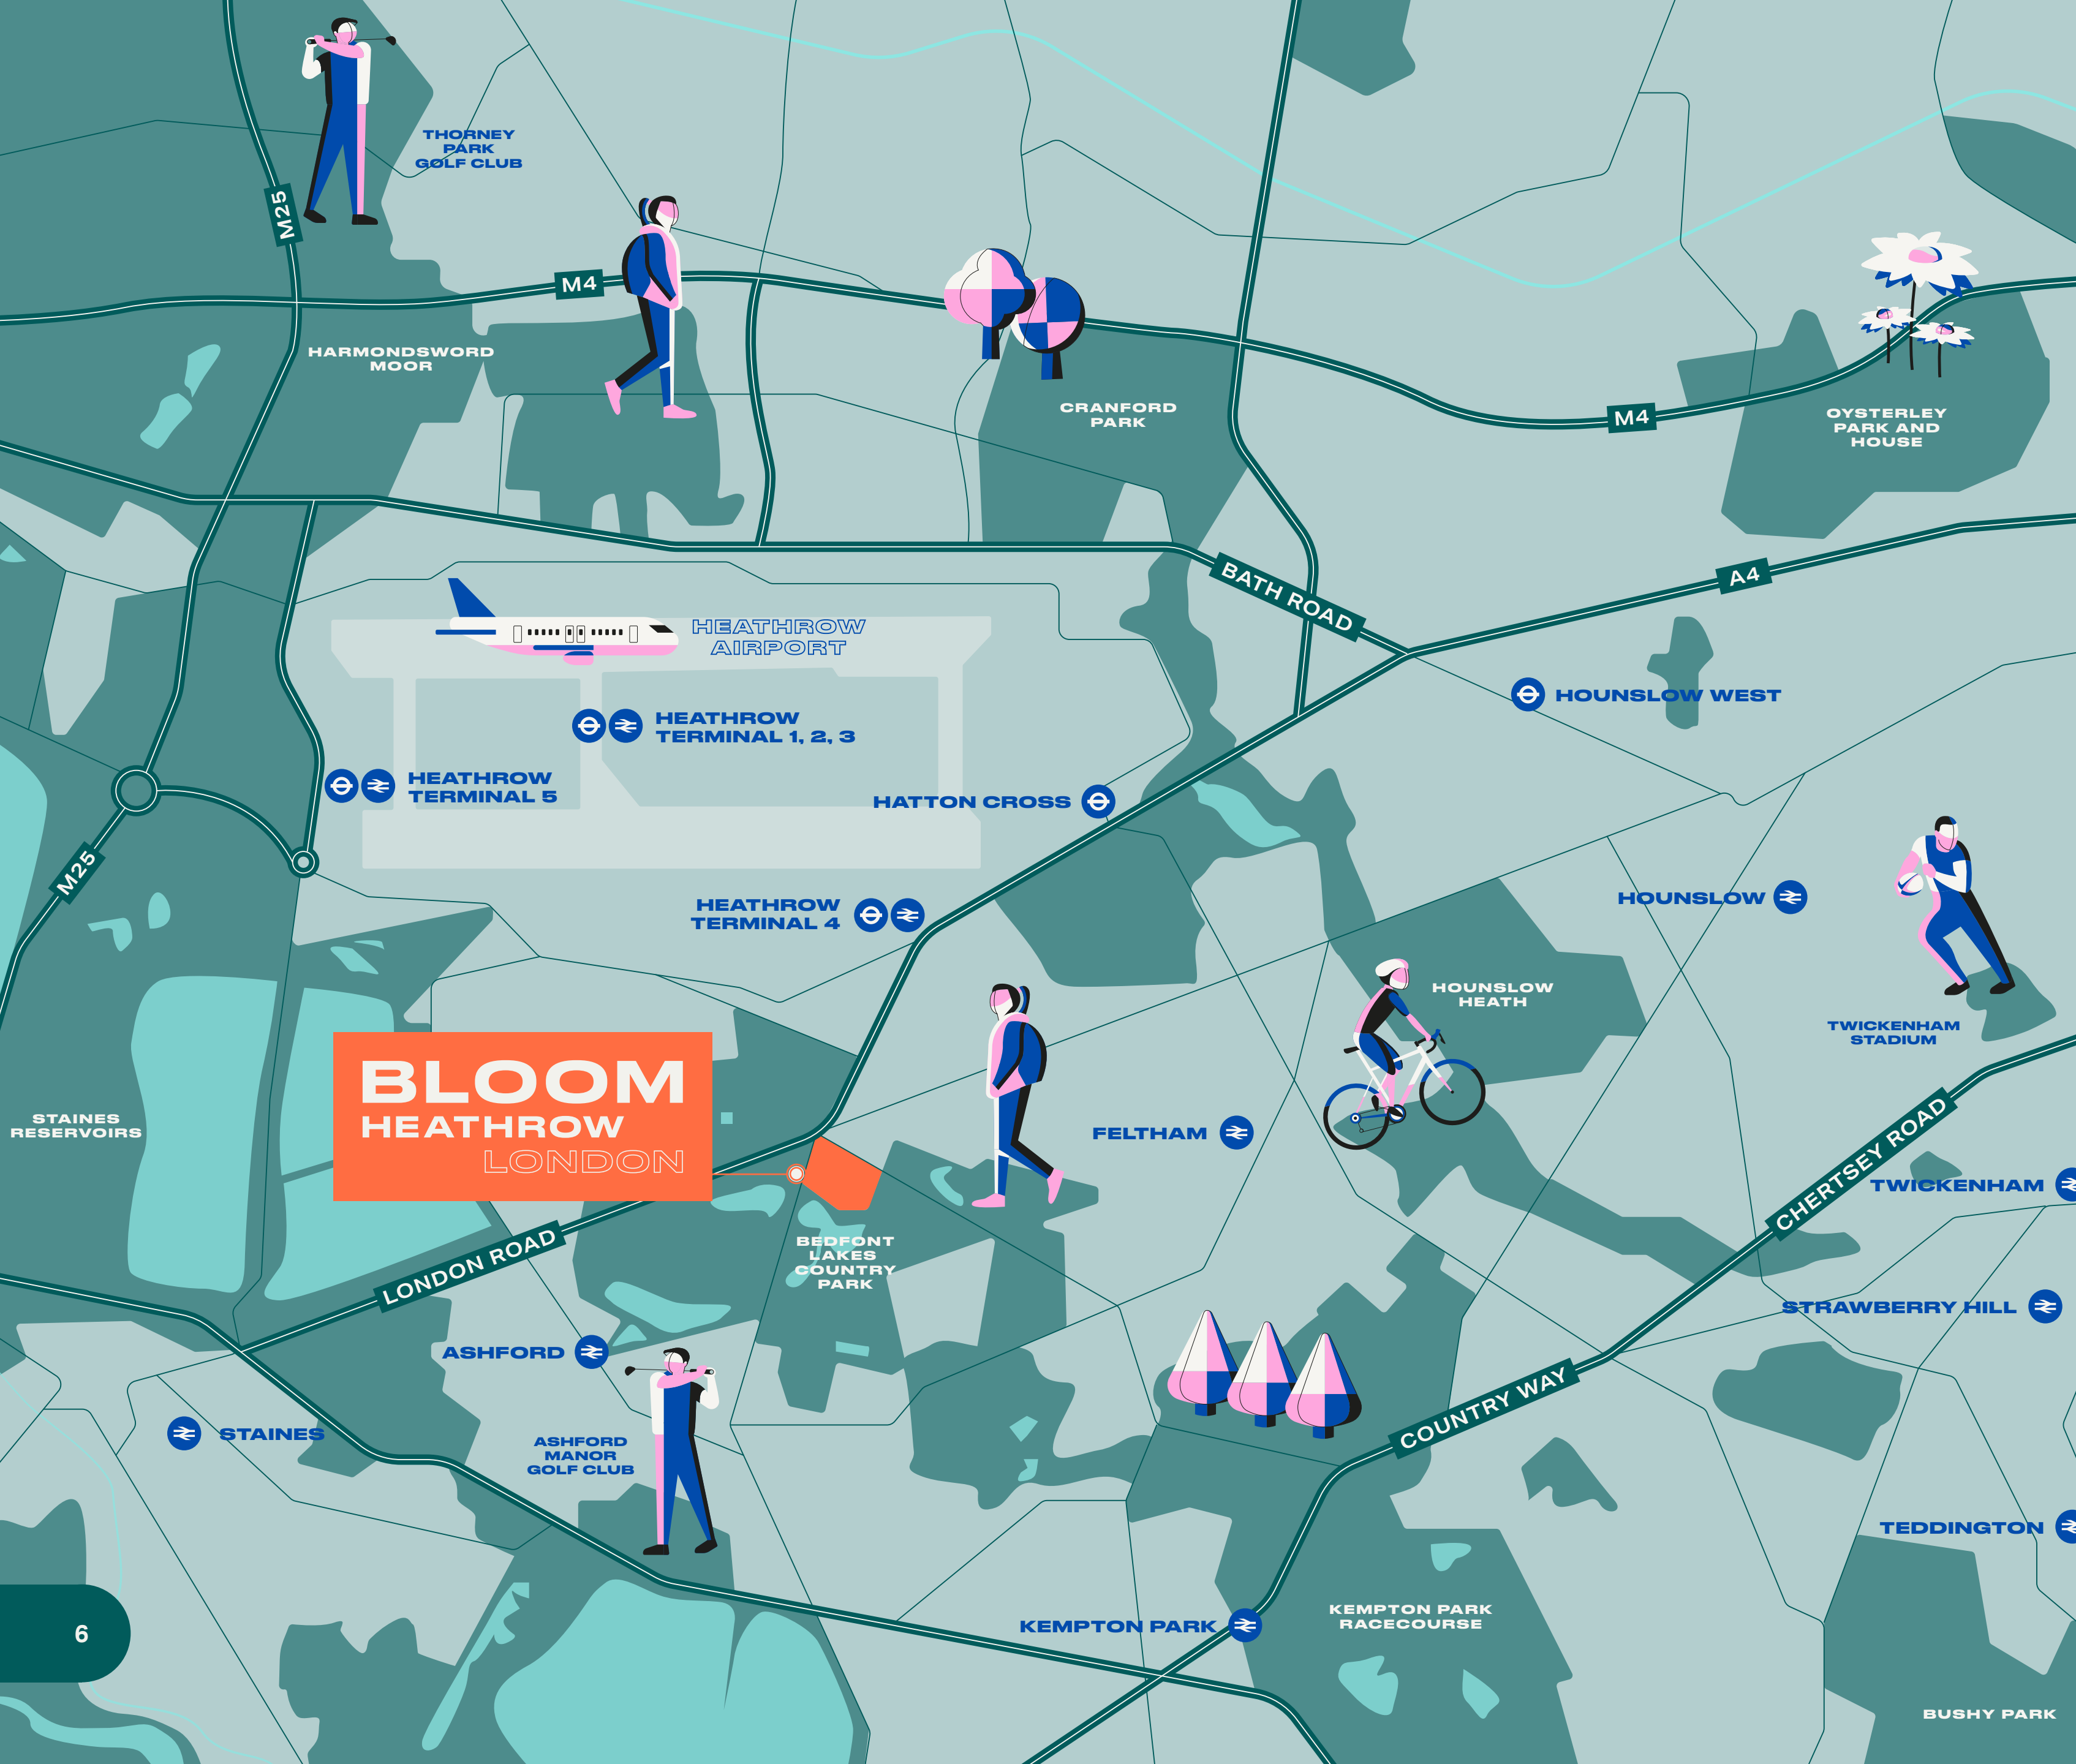 THORNEY
PARK
GOLF CLUB
M25
M4
HARMONDSWORD
MOOR
CRANFORD
PARK
M4
OYSTERLEY
PARK AND
HOUSE
BATH ROAD
A4
HEATHROW
AIRPORT
HOUNSLOW WEST
HEATHROW
TERMINAL 1, 2, 3
HEATHROW
TERMINAL 5
HATTON CROSS
M25
HEATHROW
TERMINAL 4
HOUNSLOW
HOUNSLOW
HEATH
TWICKENHAM
STADIUM
BLOOM
HEATHROW
LONDON
STAINES
RESERVOIRS
FELTHAM
CHERTSEY ROAD
TWICKENHAM
LONDON ROAD
BEDFONT
LAKES
COUNTRY
PARK
STRAWBERRY HILL
ASHFORD
COUNTRY WAY
STAINES
ASHFORD
MANOR
GOLF CLUB
TEDDINGTON
KEMPTON PARK
KEMPTON PARK
RACECOURSE
6
BUSHY PARK